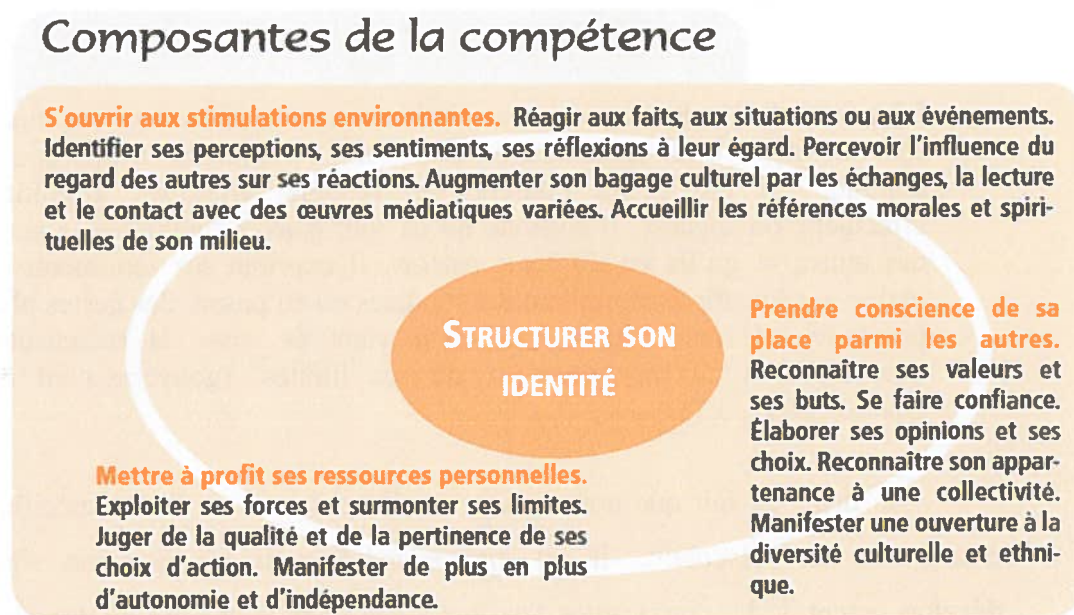 Composantes de la compétence
S'ouvrir aux stimulations environnantes. Réagir aux faits, aux situations ou aux événements.
Identifier ses perceptions, ses sentiments, ses réflexions à leur égard. Percevoir l'influence du
regard des autres sur ses réactions. Augmenter son bagage culturel par les échanges, la lecture
et le contact avec des œuvres médiatiques variées. Accueillir les références morales et spiri-
tuelles de son milieu.
STRUCTURER SON
IDENTITÉ
Prendre conscience de sa
place parmi les autres.
Reconnaître ses valeurs et
ses buts. Se faire confiance.
Élaborer ses opinions et ses
choix. Reconnaître son appar-
tenance à une collectivité.
Manifester une ouverture à la
diversité culturelle et ethni-
que.
Mettre à profit ses ressources personnelles.
Exploiter ses forces et surmonter ses limites.
Juger de la qualité et de la pertinence de ses
choix d'action. Manifester de plus en plus
d'autonomie et d'indépendance.